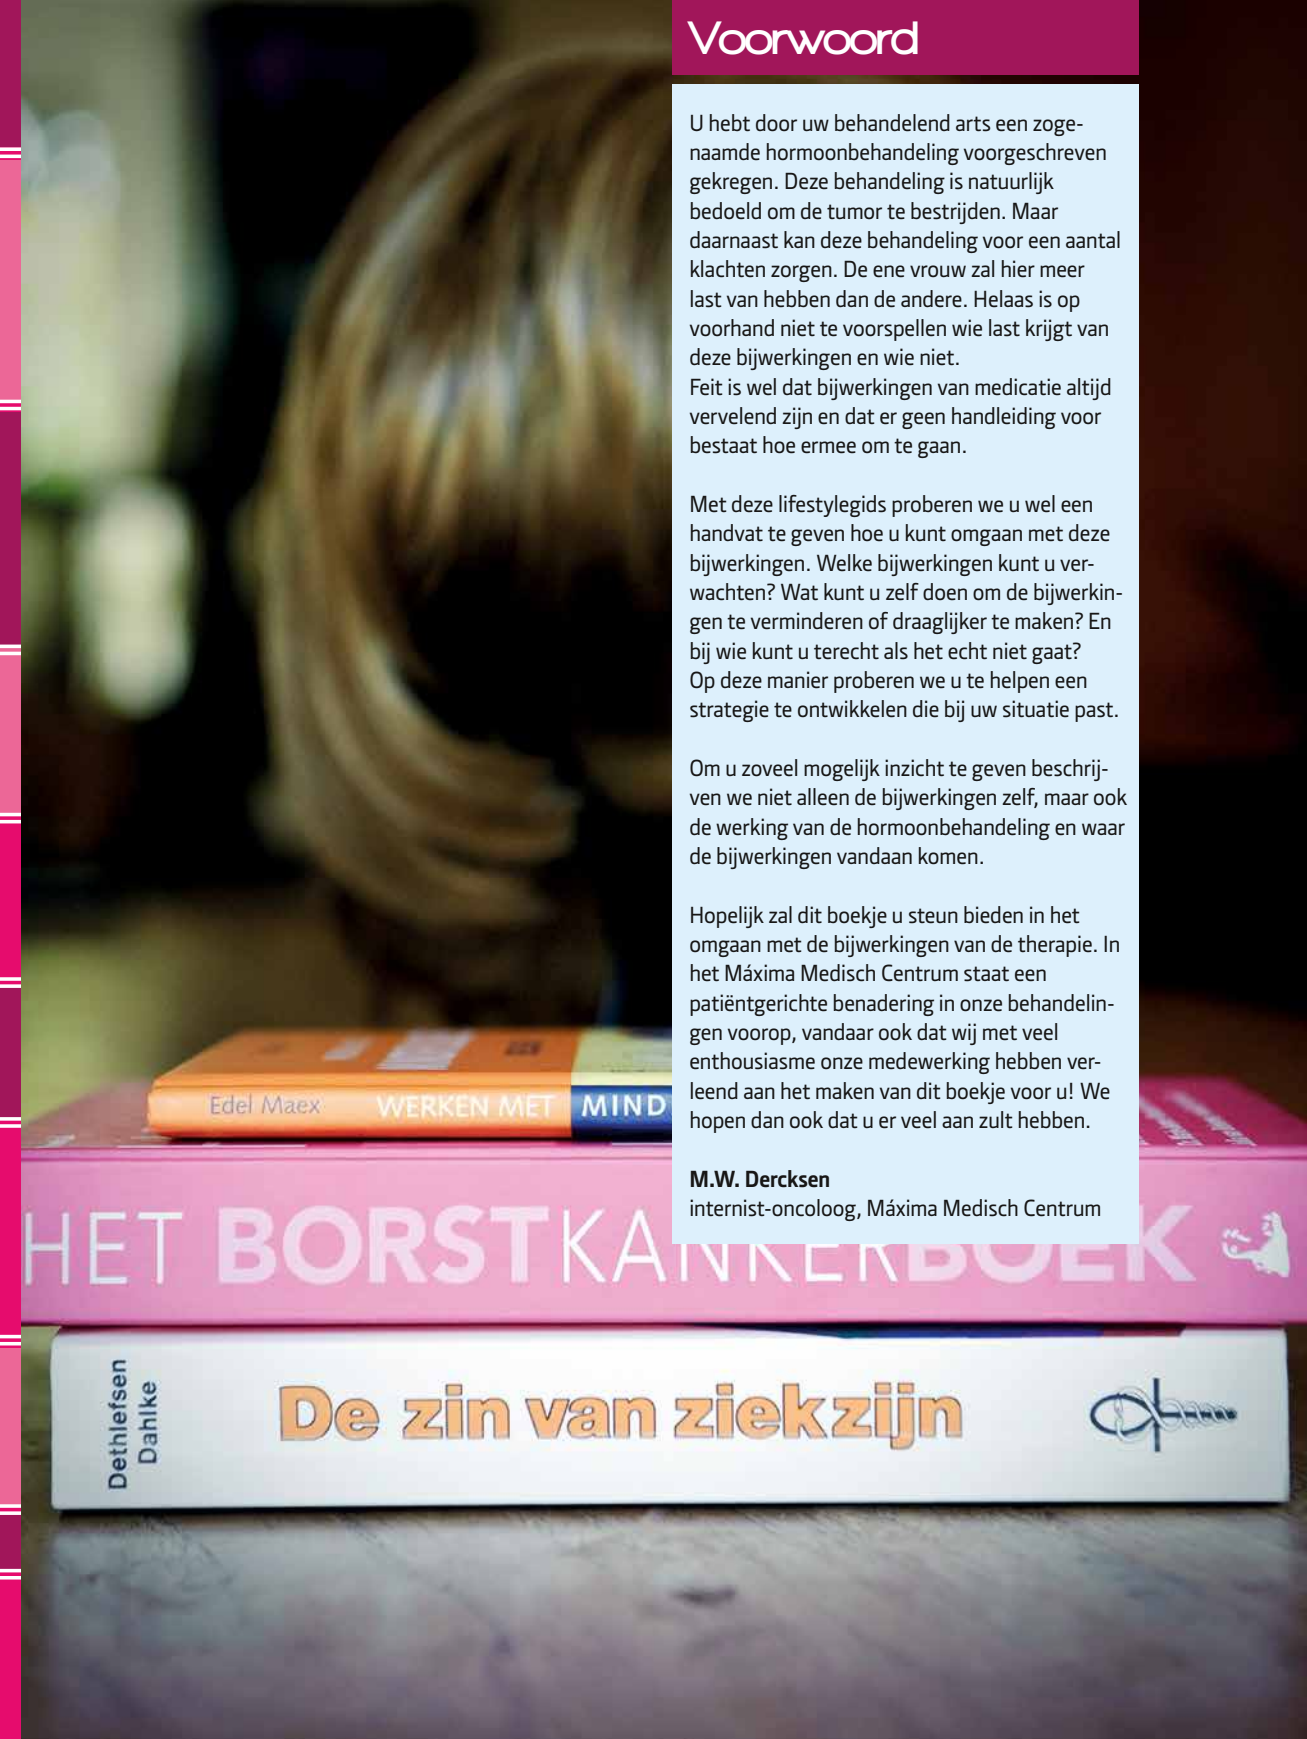 Voorwoord
U hebt door uw behandelend arts een zoge-
naamde hormoonbehandeling voorgeschreven
gekregen. Deze behandeling is natuurlijk
bedoeld om de tumor te bestrijden. Maar
daarnaast kan deze behandeling voor een aantal
klachten zorgen. De ene vrouw zal hier meer
last van hebben dan de andere. Helaas is op
voorhand niet te voorspellen wie last krijgt van
deze bijwerkingen en wie niet.
Feit is wel dat bijwerkingen van medicatie altijd
vervelend zijn en dat er geen handleiding voor
bestaat hoe ermee om te gaan.
Met deze lifestylegids proberen we u wel een
handvat te geven hoe u kunt omgaan met deze
bijwerkingen. Welke bijwerkingen kunt u ver-
wachten? Wat kunt u zelf doen om de bijwerkin-
gen te verminderen of draaglijker te maken? En
bij wie kunt u terecht als het echt niet gaat?
Op deze manier proberen we u te helpen een
strategie te ontwikkelen die bij uw situatie past.
Om u zoveel mogelijk inzicht te geven beschrij-
ven we niet alleen de bijwerkingen zelf, maar ook
de werking van de hormoonbehandeling en waar
de bijwerkingen vandaan komen.
Hopelijk zal dit boekje u steun bieden in het
omgaan met de bijwerkingen van de therapie. In
het Máxima Medisch Centrum staat een
patiëntgerichte benadering in onze behandelin-
gen voorop, vandaar ook dat wij met veel
enthousiasme onze medewerking hebben ver-
leend aan het maken van dit boekje voor u! We
hopen dan ook dat u er veel aan zult hebben.
M.W. Dercksen
internist-oncoloog, Máxima Medisch Centrum
Edel Maex WERKEN MET MIND
HET BORSTKANKERBOEK
Dethlefsen
Dahlke
De zin van ziekzijn